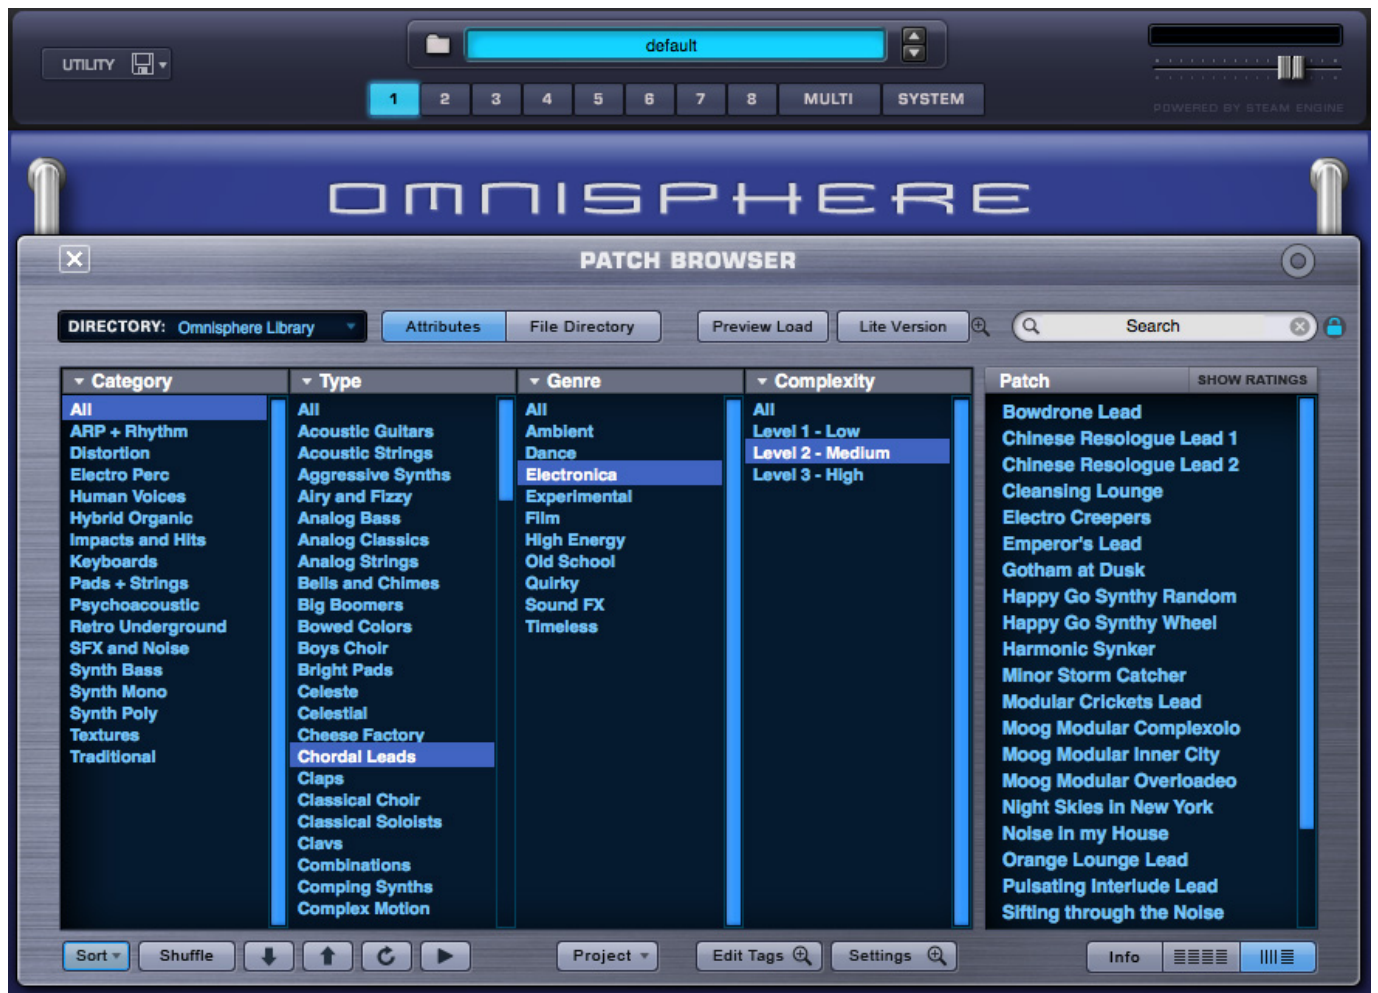 UTILITY
default
1 2 3 4 5 6 7 8 MULTI SYSTEM
POWERED BY STEAM ENGINE
OMNISPHERE
PATCH BROWSER
DIRECTORY: Omnisphere Library
Attributes
File Directory
Preview Load
Lite Version
Search
Category
All
ARP + Rhythm
Distortion
Electro Perc
Human Voices
Hybrid Organic
Impacts and Hits
Keyboards
Pads + Strings
Psychoacoustic
Retro Underground
SFX and Noise
Synth Bass
Synth Mono
Synth Poly
Textures
Traditional
Type
All
Acoustic Guitars
Acoustic Strings
Aggressive Synths
Airy and Fizzy
Analog Bass
Analog Classics
Analog Strings
Bells and Chimes
Big Boomers
Bowed Colors
Boys Choir
Bright Pads
Celeste
Celestial
Cheese Factory
Chordal Leads
Claps
Classical Choir
Classical Soloists
Clavs
Combinations
Comping Synths
Complex Motion
Genre
All
Ambient
Dance
Electronica
Experimental
Film
High Energy
Old School
Quirky
Sound FX
Timeless
Complexity
All
Level 1 - Low
Level 2 - Medium
Level 3 - High
Patch
SHOW RATINGS
Bowdrone Lead
Chinese Resologue Lead 1
Chinese Resologue Lead 2
Cleansing Lounge
Electro Creepers
Emperor's Lead
Gotham at Dusk
Happy Go Synthy Random
Happy Go Synthy Wheel
Harmonic Synker
Minor Storm Catcher
Modular Crickets Lead
Moog Modular Complexolo
Moog Modular Inner City
Moog Modular Overloadeo
Night Skies in New York
Noise in my House
Orange Lounge Lead
Pulsating Interlude Lead
Sifting through the Noise
Sort
Shuffle
Project
Edit Tags
Settings
Info